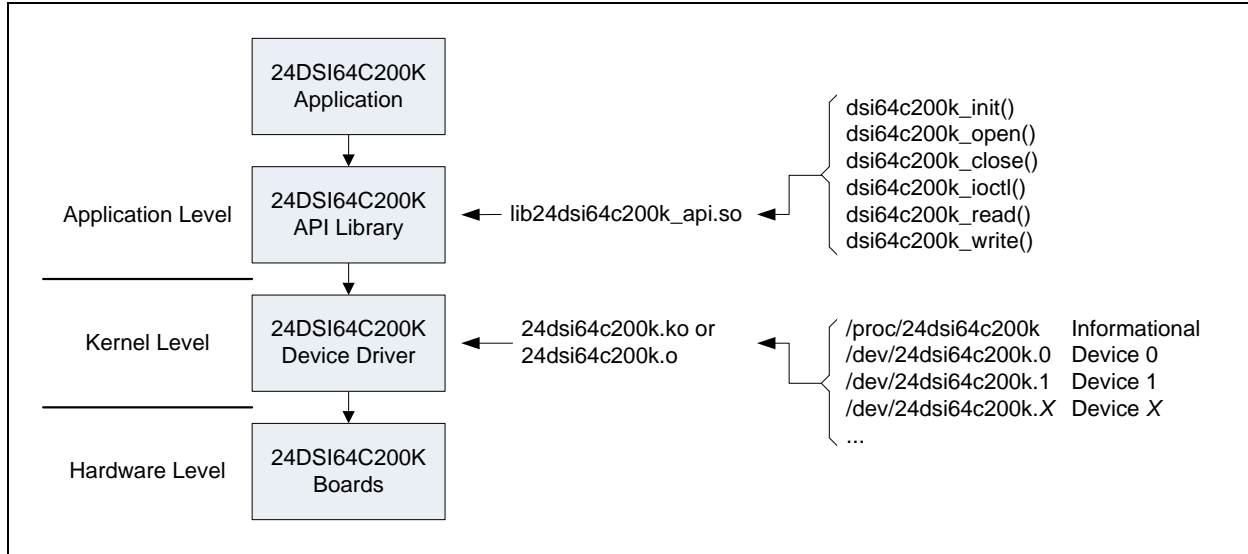 24DSI64C200K
Application
Application Level
24DSI64C200K
API Library
lib24dsi64c200k_api.so
dsi64c200k_init()
dsi64c200k_open()
dsi64c200k_close()
dsi64c200k_ioctl()
dsi64c200k_read()
dsi64c200k_write()
Kernel Level
24DSI64C200K
Device Driver
24dsi64c200k.ko or
24dsi64c200k.o
/proc/24dsi64c200k Informational
/dev/24dsi64c200k.0 Device 0
/dev/24dsi64c200k.1 Device 1
/dev/24dsi64c200k.X Device X
...
Hardware Level
24DSI64C200K
Boards